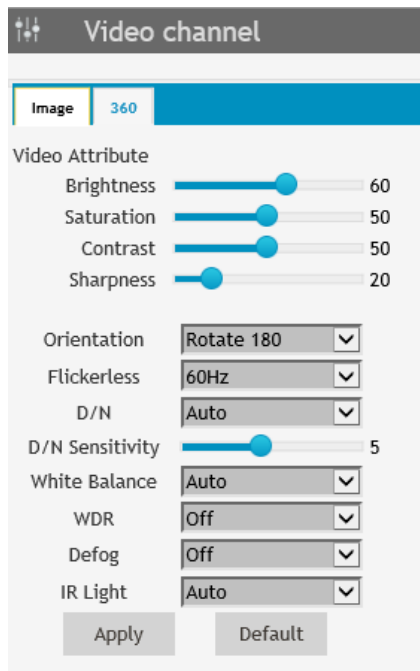 Video channel
Image 360
Video Attribute
Brightness 60
Saturation 50
Contrast 50
Sharpness 20
Orientation Rotate 180
Flickerless 60Hz
D/N Auto
D/N Sensitivity 5
White Balance Auto
WDR Off
Defog Off
IR Light Auto
Apply Default